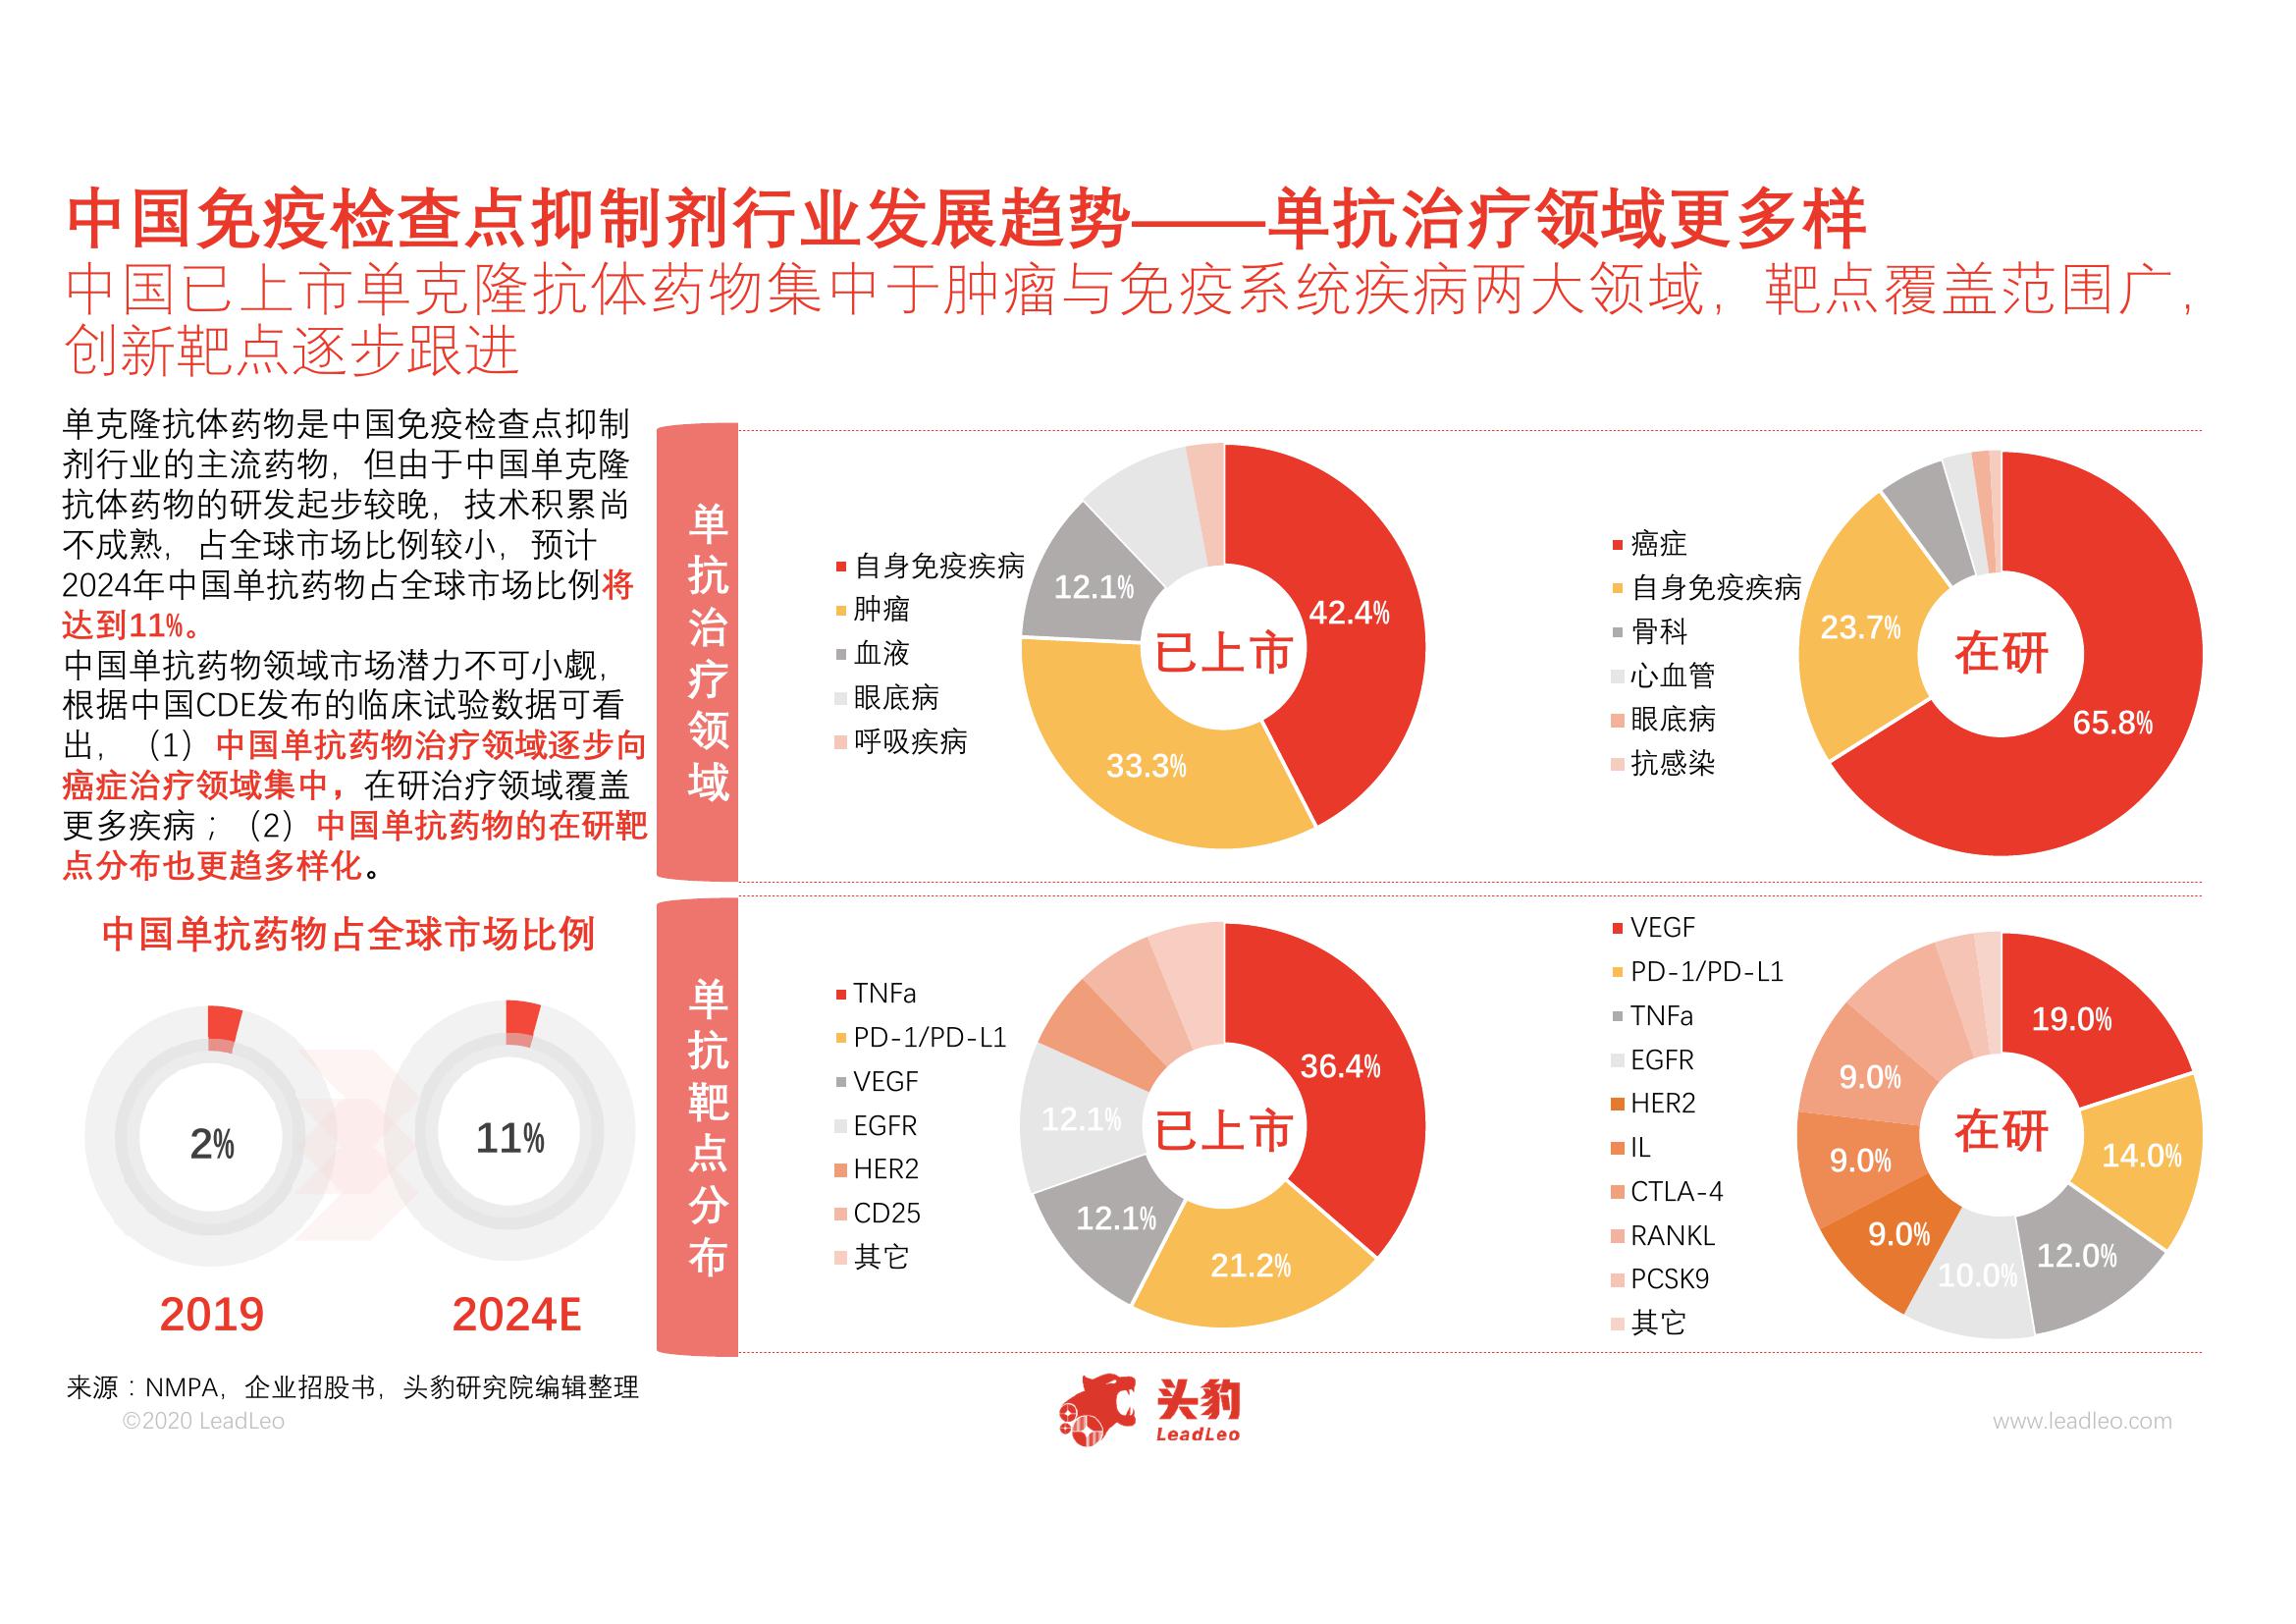 中国免疫检查点抑制剂行业发展趋势——单抗治疗领域更多样
中国已上市单克隆抗体药物集中于肿瘤与免疫系统疾病两大领域，靶点覆盖范围广，
创新靶点逐步跟进
单克隆抗体药物是中国免疫检查点抑制
剂行业的主流药物，但由于中国单克隆
抗体药物的研发起步较晚，技术积累尚
不成熟，占全球市场比例较小，预计
2024年中国单抗药物占全球市场比例将
达到11%。
中国单抗药物领域市场潜力不可小觑，
根据中国CDE发布的临床试验数据可看
出，（1）中国单抗药物治疗领域逐步向
癌症治疗领域集中，在研治疗领域覆盖
更多疾病；（2）中国单抗药物的在研靶
点分布也更趋多样化。
中国单抗药物占全球市场比例
2%
11%
2019
2024E
单抗治疗领域
自身免疫疾病
肿瘤
血液
眼底病
呼吸疾病
42.4%
33.3%
12.1%
已上市
癌症
自身免疫疾病
骨科
心血管
眼底病
抗感染
65.8%
23.7%
在研
单抗靶点分布
TNFa
PD-1/PD-L1
VEGF
EGFR
HER2
CD25
其它
36.4%
21.2%
12.1%
12.1%
已上市
VEGF
PD-1/PD-L1
TNFa
EGFR
HER2
IL
CTLA-4
RANKL
PCSK9
其它
19.0%
14.0%
12.0%
10.0%
9.0%
9.0%
9.0%
在研
来源：NMPA，企业招股书，头豹研究院编辑整理
©2020 LeadLeo
头豹
LeadLeo
www.leadleo.com